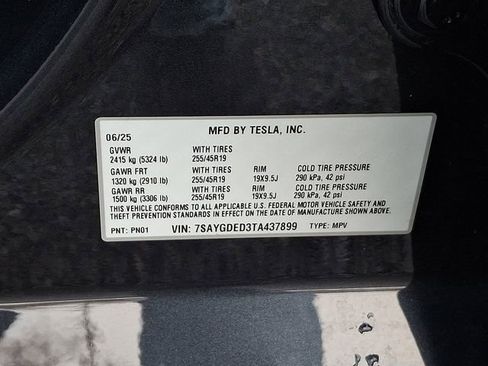 06/25 MFD BY TESLA, INC.
GVWR WITH TIRES
2415 kg (5324 lb) 255/45R19
GAWR FRT WITH TIRES RIM COLD TIRE PRESSURE
1320 kg (2910 lb) 255/45R19 19X9.5J 290 kPa, 42 psi
GAWR RR WITH TIRES RIM COLD TIRE PRESSURE
1500 kg (3306 lb) 255/45R19 19X9.5J 290 kPa, 42 psi
THIS VEHICLE CONFORMS TO ALL APPLICABLE U.S. FEDERAL MOTOR VEHICLE SAFETY AND
THEFT PREVENTION STANDARDS IN EFFECT ON THE DATE OF MANUFACTURE SHOWN ABOVE.
PNT: PN01 VIN: 7SAYGDED3TA437899 TYPE: MPV